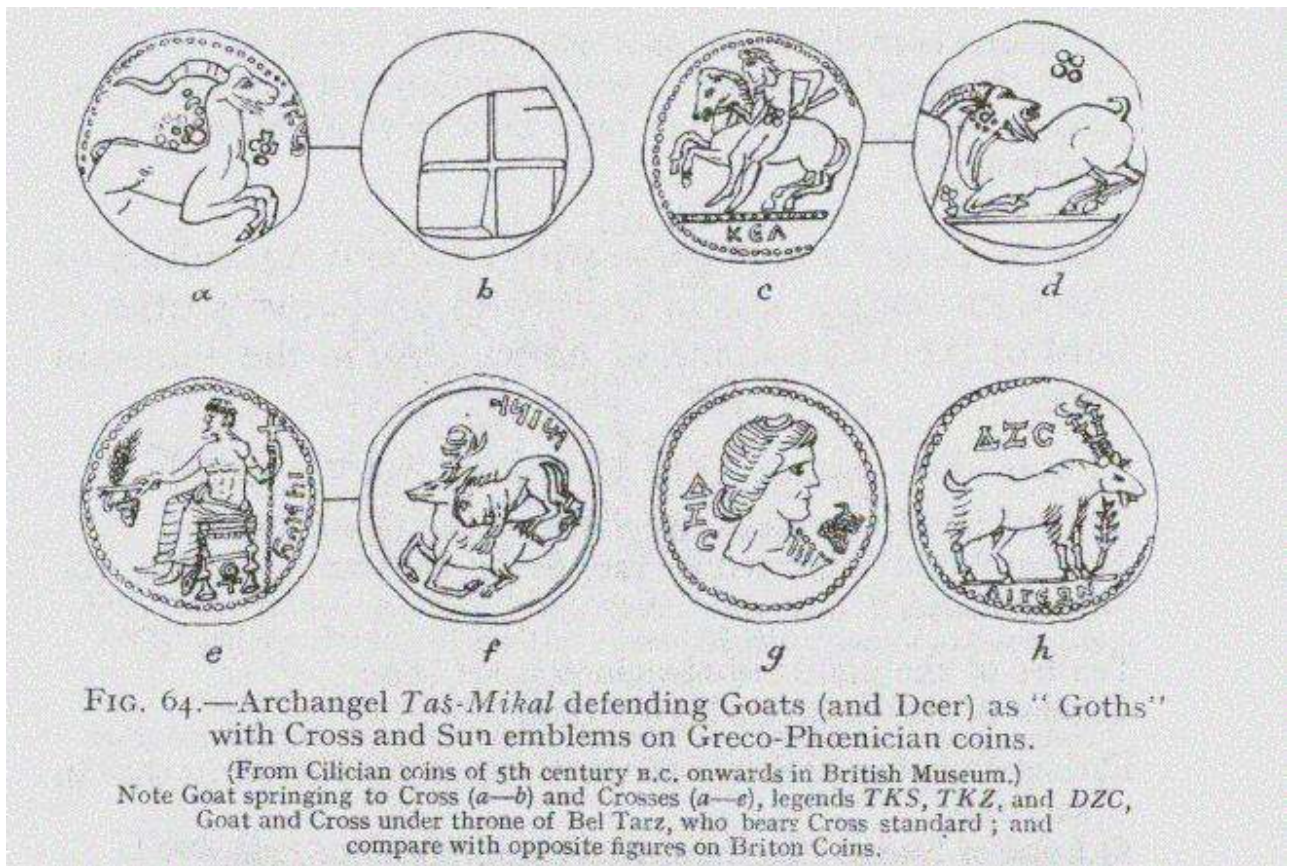 ΚΕΛ
a b c d
ΔΣC
ΔΗC
e f g h
FIG. 64.—Archangel Taś-Mikal defending Goats (and Deer) as "Goths"
with Cross and Sun emblems on Greco-Phœnician coins.
(From Cilician coins of 5th century B.C. onwards in British Museum.)
Note Goat springing to Cross (a—b) and Crosses (a—e), legends TKS, TKZ, and DZC,
Goat and Cross under throne of Bel Tarz, who bears Cross standard ; and
compare with opposite figures on Briton Coins.